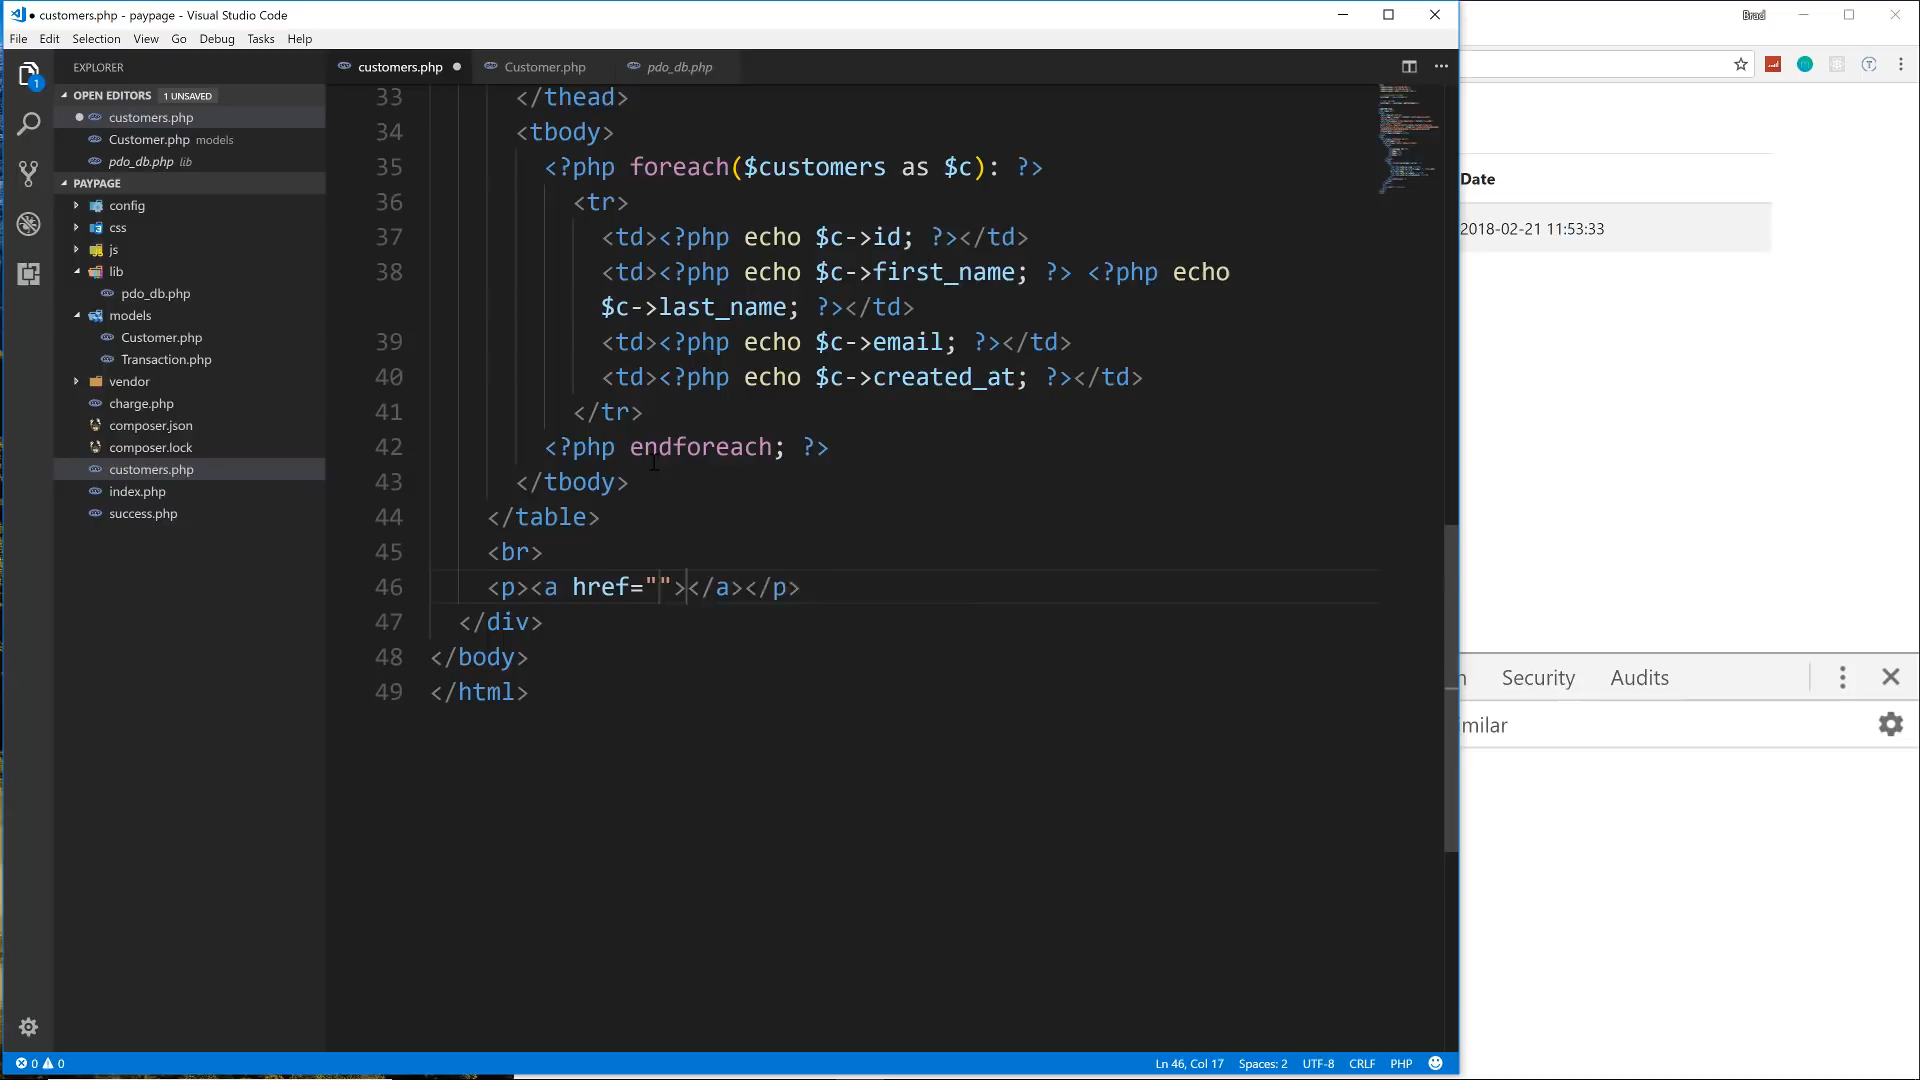 customers.php - paypage - Visual Studio Code
Brad
File Edit Selection View Go Debug Tasks Help
EXPLORER
customers.php
Customer.php
pdo_db.php
OPEN EDITORS 1 UNSAVED
customers.php
Customer.php models
pdo_db.php lib
PAYPAGE
config
css
js
lib
pdo_db.php
models
Customer.php
Transaction.php
vendor
charge.php
composer.json
composer.lock
customers.php
index.php
success.php
1
33 </thead>
34 <tbody>
35 <?php foreach($customers as $c): ?>
36 <tr>
37 <td><?php echo $c->id; ?></td>
38 <td><?php echo $c->first_name; ?> <?php echo
$c->last_name; ?></td>
39 <td><?php echo $c->email; ?></td>
40 <td><?php echo $c->created_at; ?></td>
41 </tr>
42 <?php endforeach; ?>
43 </tbody>
44 </table>
45 <br>
46 <p><a href=""></a></p>
47 </div>
48 </body>
49 </html>
Date
2018-02-21 11:53:33
Security Audits
milar
0 0
Ln 46, Col 17 Spaces: 2 UTF-8 CRLF PHP